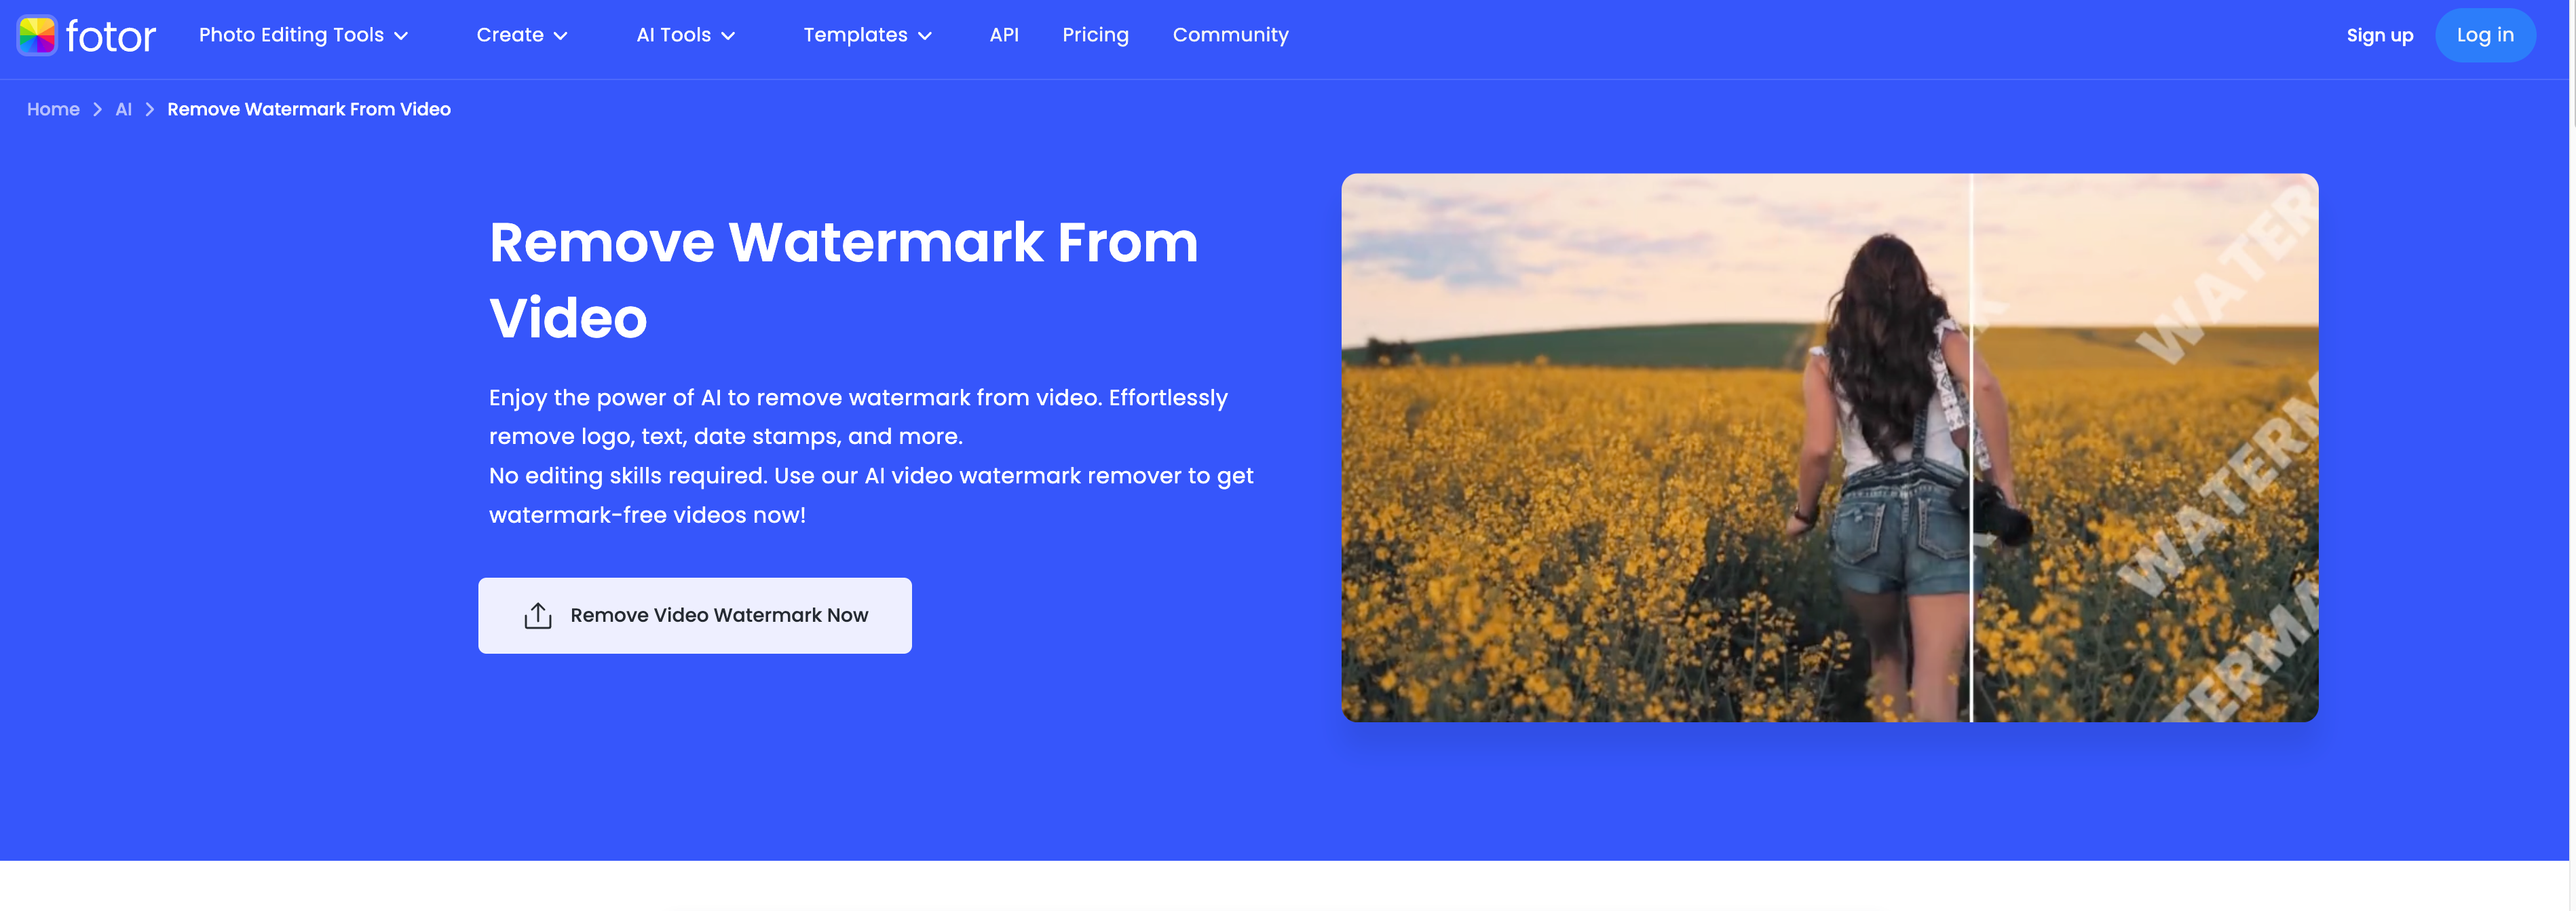 fotor
Photo Editing Tools
Create
AI Tools
Templates
API
Pricing
Community
Sign up
Log in
Home
AI
Remove Watermark From Video
Remove Watermark From
Video
Enjoy the power of AI to remove watermark from video. Effortlessly
remove logo, text, date stamps, and more.
No editing skills required. Use our AI video watermark remover to get
watermark-free videos now!
Remove Video Watermark Now
K
WATER
WATERM
K
TERMA